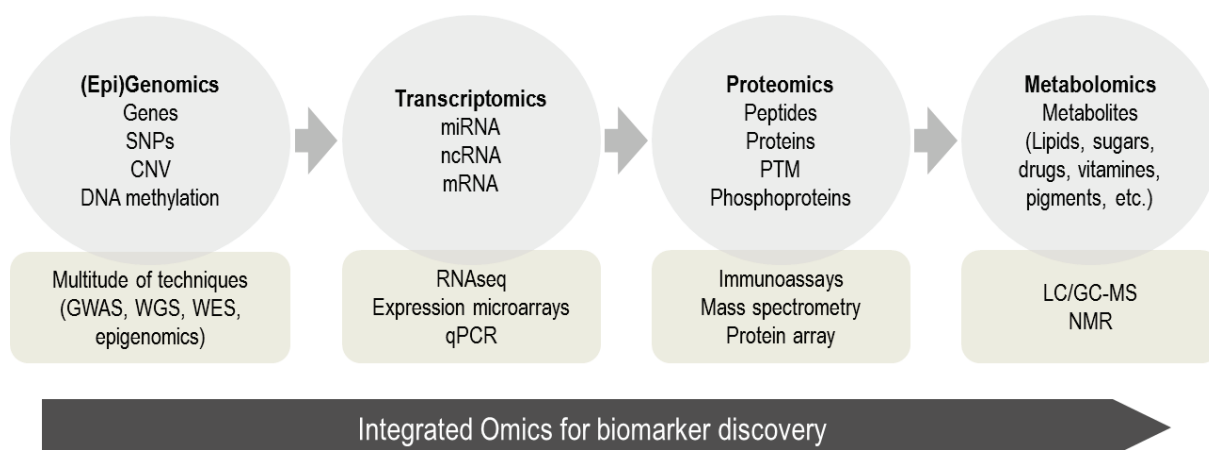 (Epi)Genomics
Genes
SNPs
CNV
DNA methylation
Multitude of techniques
(GWAS, WGS, WES,
epigenomics)
Transcriptomics
miRNA
ncRNA
mRNA
RNAseq
Expression microarrays
qPCR
Proteomics
Peptides
Proteins
PTM
Phosphoproteins
Immunoassays
Mass spectrometry
Protein array
Metabolomics
Metabolites
(Lipids, sugars,
drugs, vitamines,
pigments, etc.)
LC/GC-MS
NMR
Integrated Omics for biomarker discovery